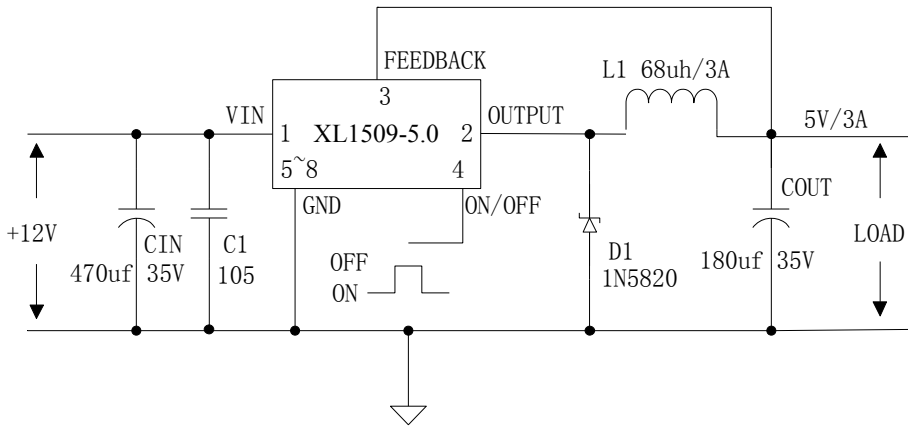 FEEDBACK
L1 68uh/3A
3
VIN
OUTPUT
5V/3A
1
XL1509-5.0
2
5~8
4
GND
ON/OFF
COUT
+12V
CIN
C1
OFF
D1
LOAD
470uf 35V
105
ON
1N5820
180uf 35V